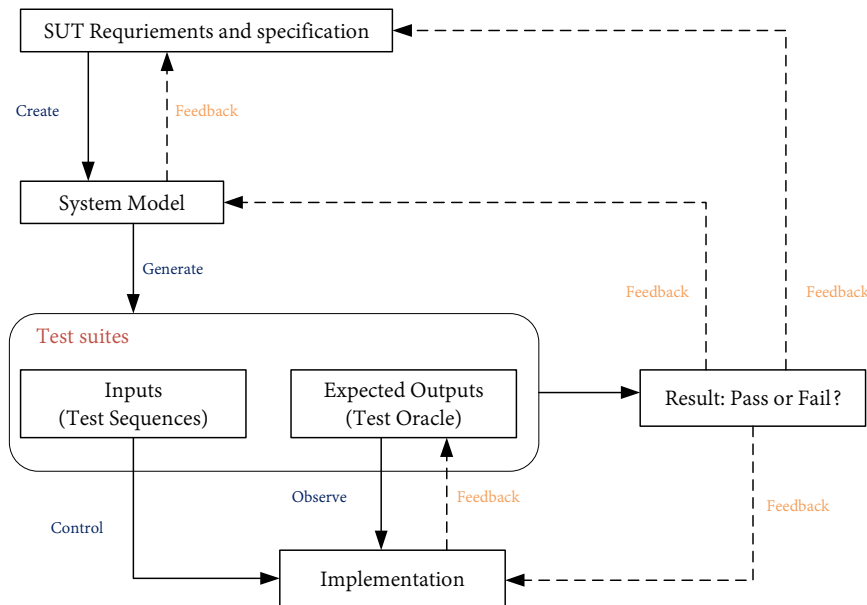 SUT Requriements and specification
Create
Feedback
System Model
Generate
Feedback
Feedback
Test suites
Inputs
(Test Sequences)
Expected Outputs
(Test Oracle)
Result: Pass or Fail?
Control
Observe
Feedback
Feedback
Implementation